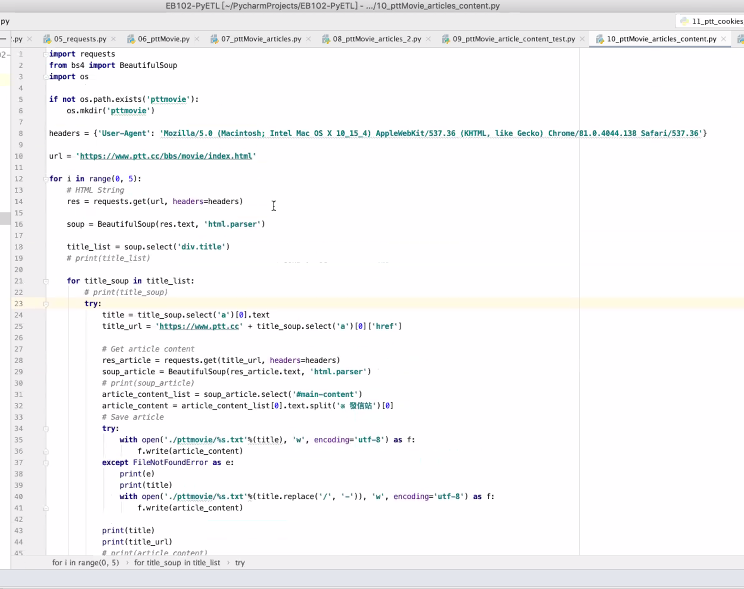 EB102-PyETL [~/PycharmProjects/EB102-PyETL] - .../10_pttMovie_articles_content.py
py
11_ptt_cookies
?.py 05_requests.py 06_pttMovie.py 07_pttMovie_articles.py 08_pttMovie_articles_2.py 09_pttMovie_article_content_test.py 10_pttMovie_articles_content.py
1 import requests
2 from bs4 import BeautifulSoup
3 import os
4
5 if not os.path.exists('pttmovie'):
6 os.mkdir('pttmovie')
7
8 headers = {'User-Agent': 'Mozilla/5.0 (Macintosh; Intel Mac OS X 10_15_4) AppleWebKit/537.36 (KHTML, like Gecko) Chrome/81.0.4044.138 Safari/537.36'}
9
10 url = 'https://www.ptt.cc/bbs/movie/index.html'
11
12 for i in range(0, 5):
13 # HTML String
14 res = requests.get(url, headers=headers)
15
16 soup = BeautifulSoup(res.text, 'html.parser')
17
18 title_list = soup.select('div.title')
19 # print(title_list)
20
21 for title_soup in title_list:
22 # print(title_soup)
23 try:
24 title = title_soup.select('a')[0].text
25 title_url = 'https://www.ptt.cc' + title_soup.select('a')[0]['href']
26
27 # Get article content
28 res_article = requests.get(title_url, headers=headers)
29 soup_article = BeautifulSoup(res_article.text, 'html.parser')
30 # print(soup_article)
31 article_content_list = soup_article.select('#main-content')
32 article_content = article_content_list[0].text.split('※ 發信站')[0]
33 # Save article
34 try:
35 with open('./pttmovie/%s.txt'%(title), 'w', encoding='utf-8') as f:
36 f.write(article_content)
37 except FileNotFoundError as e:
38 print(e)
39 print(title)
40 with open('./pttmovie/%s.txt'%(title.replace('/', '-')), 'w', encoding='utf-8') as f:
41 f.write(article_content)
42
43 print(title)
44 print(title_url)
45 # print(article_content)
for i in range(0, 5) › for title_soup in title_list › try